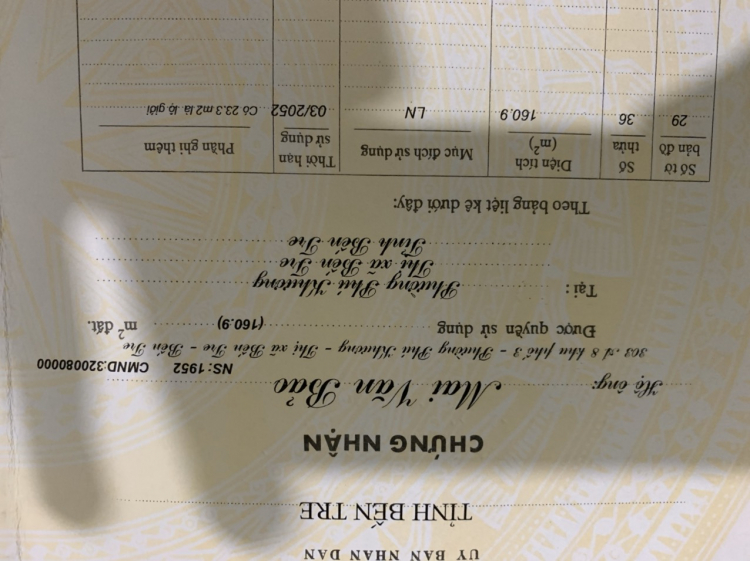 UY BAN NHAN DAN
TỈNH BẾN TRE
CHỨNG NHẬN
Hộ ông: Mai Văn Bảo
NS: 1952 CMND:320080000
303 tổ 8 khu phố 3 - Phường Phú Khương - Thị xã Bến Tre - Bến Tre
Được quyền sử dụng (160.9) m² đất.
Tại: Phường Phú Khương
Thị xã Bến Tre
Tỉnh Bến Tre
Theo bảng liệt kê dưới đây:
Số tờ bản đồ Số thửa Diện tích (m²) Mục đích sử dụng Thời hạn sử dụng Phần ghi thêm
29 36 160.9 LN 03/2052 Có 23.3 m2 là lộ giới